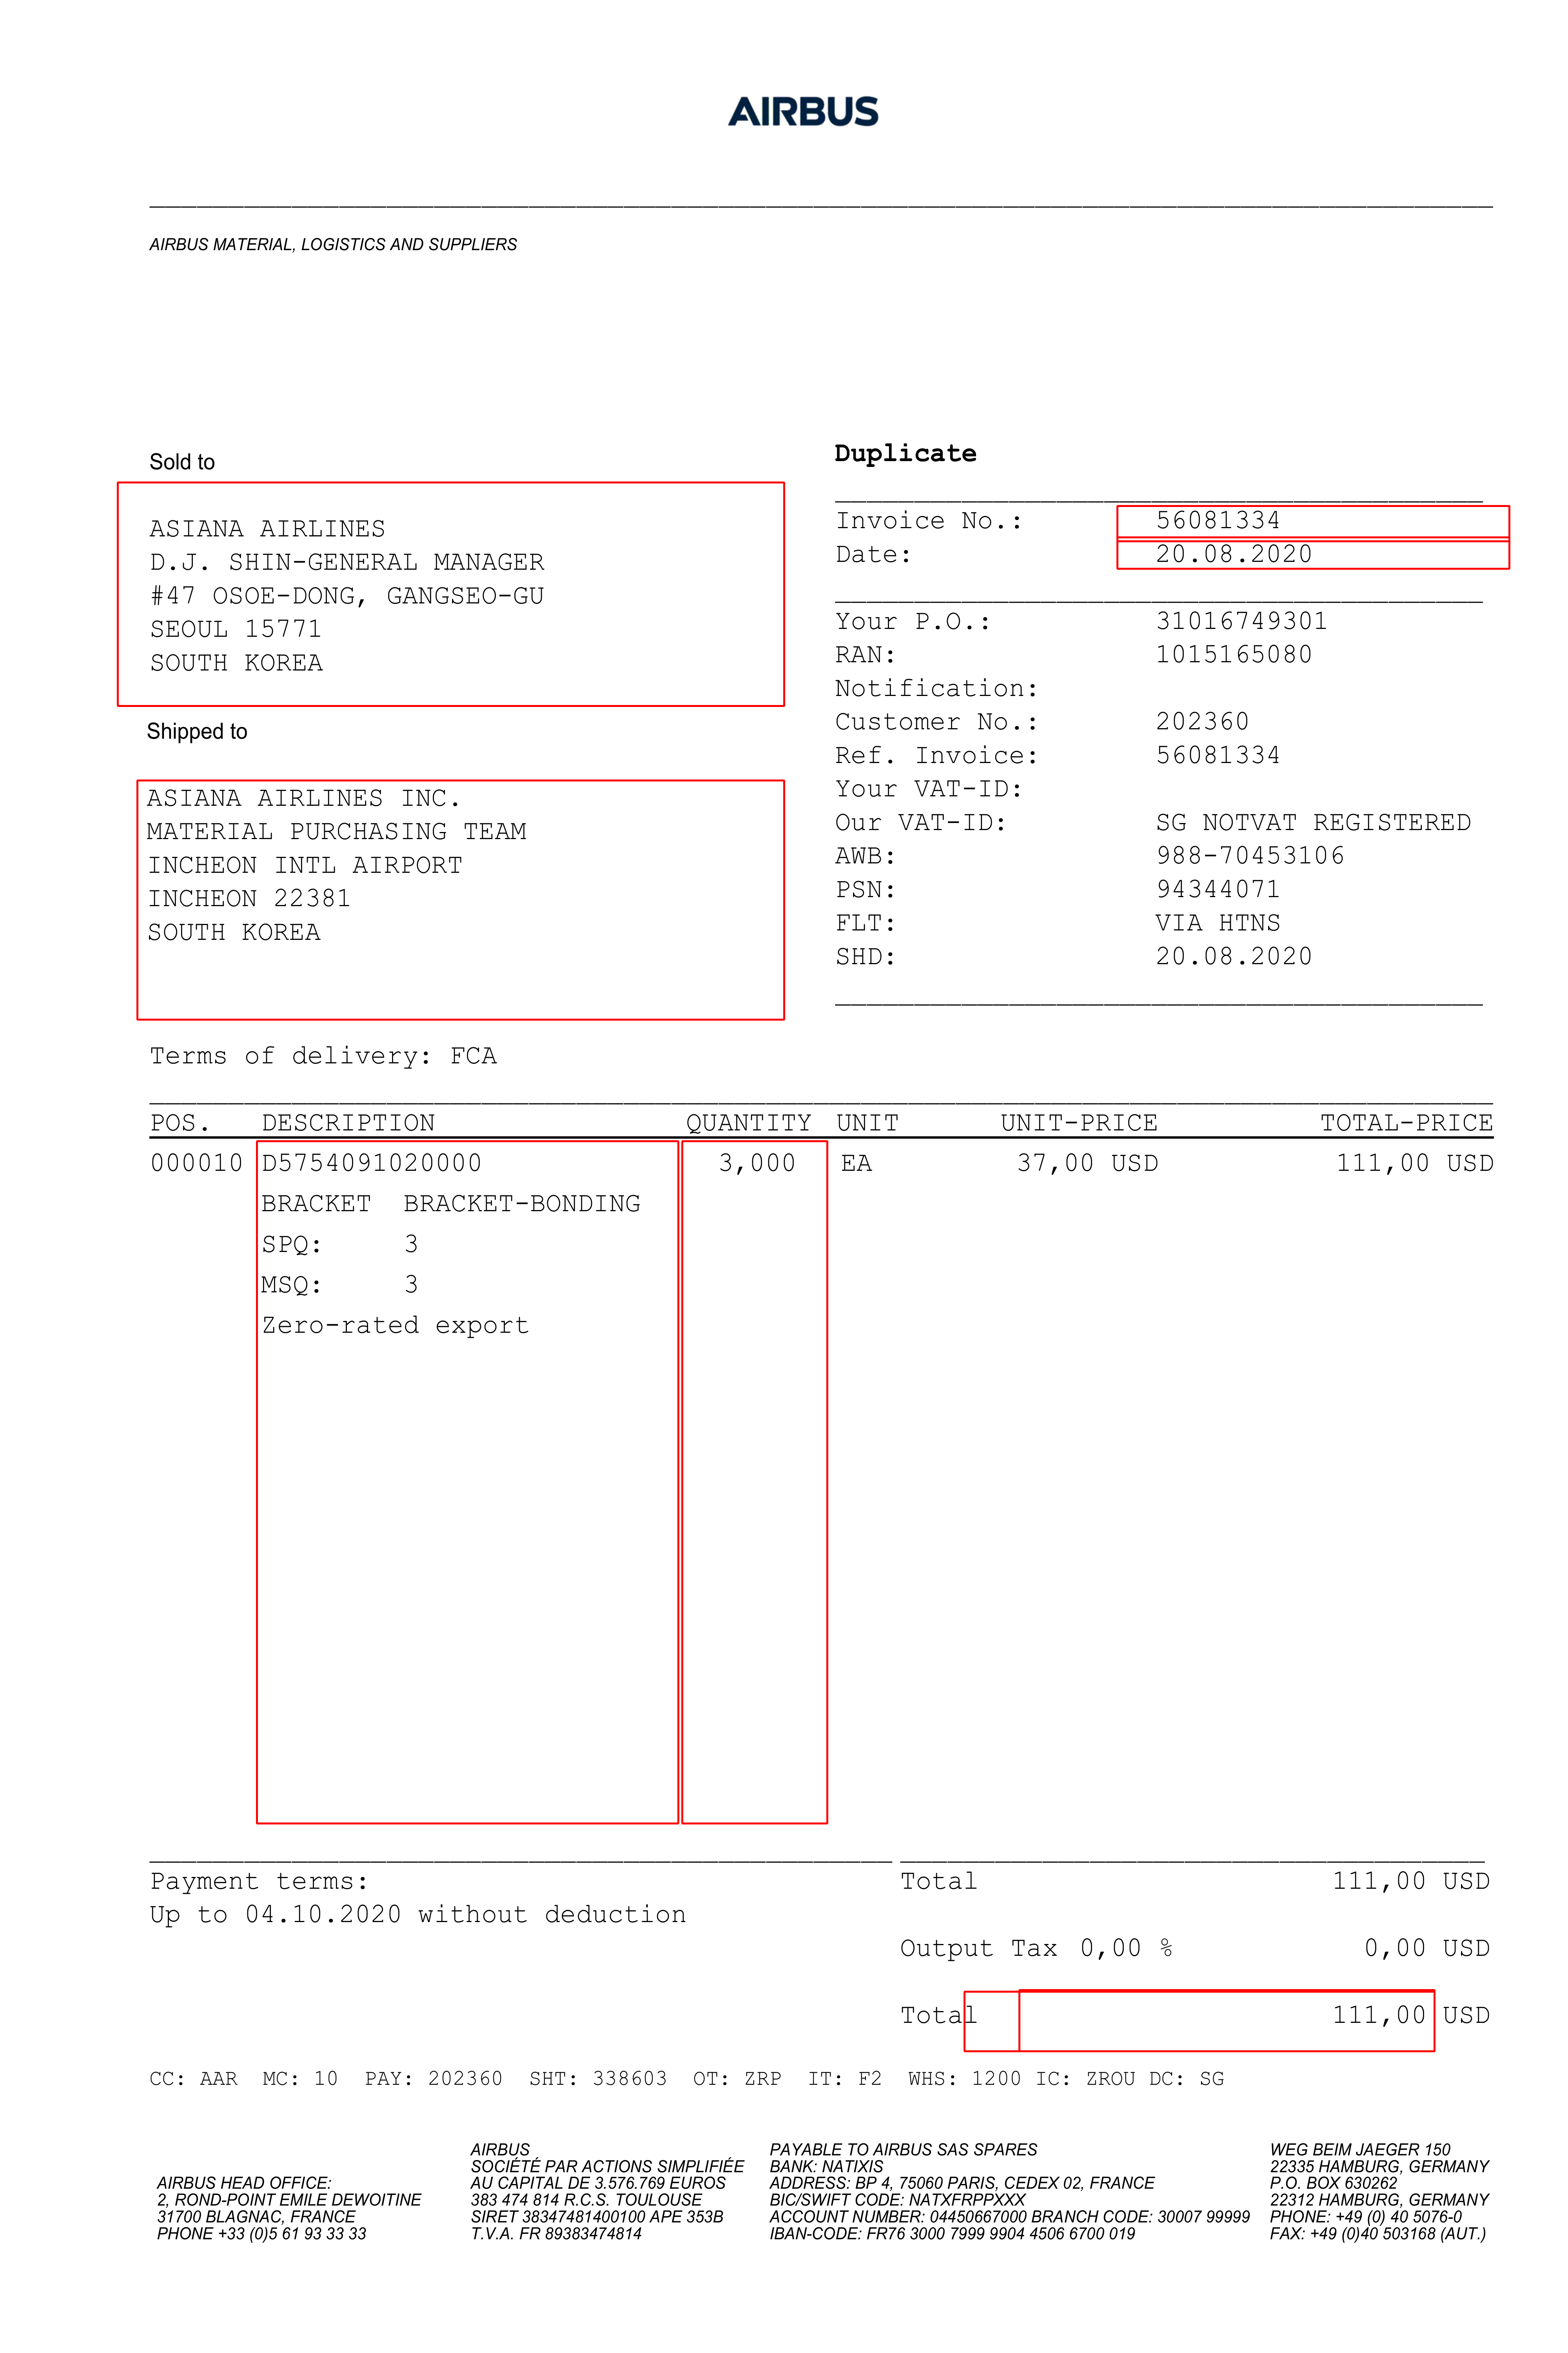 AIRBUS
AIRBUS MATERIAL, LOGISTICS AND SUPPLIERS
Sold to
ASIANA AIRLINES
D.J. SHIN-GENERAL MANAGER
#47 OSOE-DONG, GANGSEO-GU
SEOUL 15771
SOUTH KOREA
Shipped to
ASIANA AIRLINES INC.
MATERIAL PURCHASING TEAM
INCHEON INTL AIRPORT
INCHEON 22381
SOUTH KOREA
Duplicate
Invoice No.: 56081334
Date: 20.08.2020
Your P.O.: 31016749301
RAN: 1015165080
Notification:
Customer No.: 202360
Ref. Invoice: 56081334
Your VAT-ID:
Our VAT-ID: SG NOTVAT REGISTERED
AWB: 988-70453106
PSN: 94344071
FLT: VIA HTNS
SHD: 20.08.2020
Terms of delivery: FCA
POS. DESCRIPTION QUANTITY UNIT UNIT-PRICE TOTAL-PRICE
000010 D5754091020000 3,000 EA 37,00 USD 111,00 USD
BRACKET BRACKET-BONDING
SPQ: 3
MSQ: 3
Zero-rated export
Payment terms:
Up to 04.10.2020 without deduction
Total 111,00 USD
Output Tax 0,00 % 0,00 USD
Total 111,00 USD
CC: AAR MC: 10 PAY: 202360 SHT: 338603 OT: ZRP IT: F2 WHS: 1200 IC: ZROU DC: SG
AIRBUS HEAD OFFICE:
2, ROND-POINT EMILE DEWOITINE
31700 BLAGNAC, FRANCE
PHONE +33 (0)5 61 93 33 33
AIRBUS
SOCIÉTÉ PAR ACTIONS SIMPLIFIÉE
AU CAPITAL DE 3.576.769 EUROS
383 474 814 R.C.S. TOULOUSE
SIRET 38347481400100 APE 353B
T.V.A. FR 89383474814
PAYABLE TO AIRBUS SAS SPARES
BANK: NATIXIS
ADDRESS: BP 4, 75060 PARIS, CEDEX 02, FRANCE
BIC/SWIFT CODE: NATXFRPPXXX
ACCOUNT NUMBER: 04450667000 BRANCH CODE: 30007 99999
IBAN-CODE: FR76 3000 7999 9904 4506 6700 019
WEG BEIM JAEGER 150
22335 HAMBURG, GERMANY
P.O. BOX 630262
22312 HAMBURG, GERMANY
PHONE: +49 (0) 40 5076-0
FAX: +49 (0)40 503168 (AUT.)